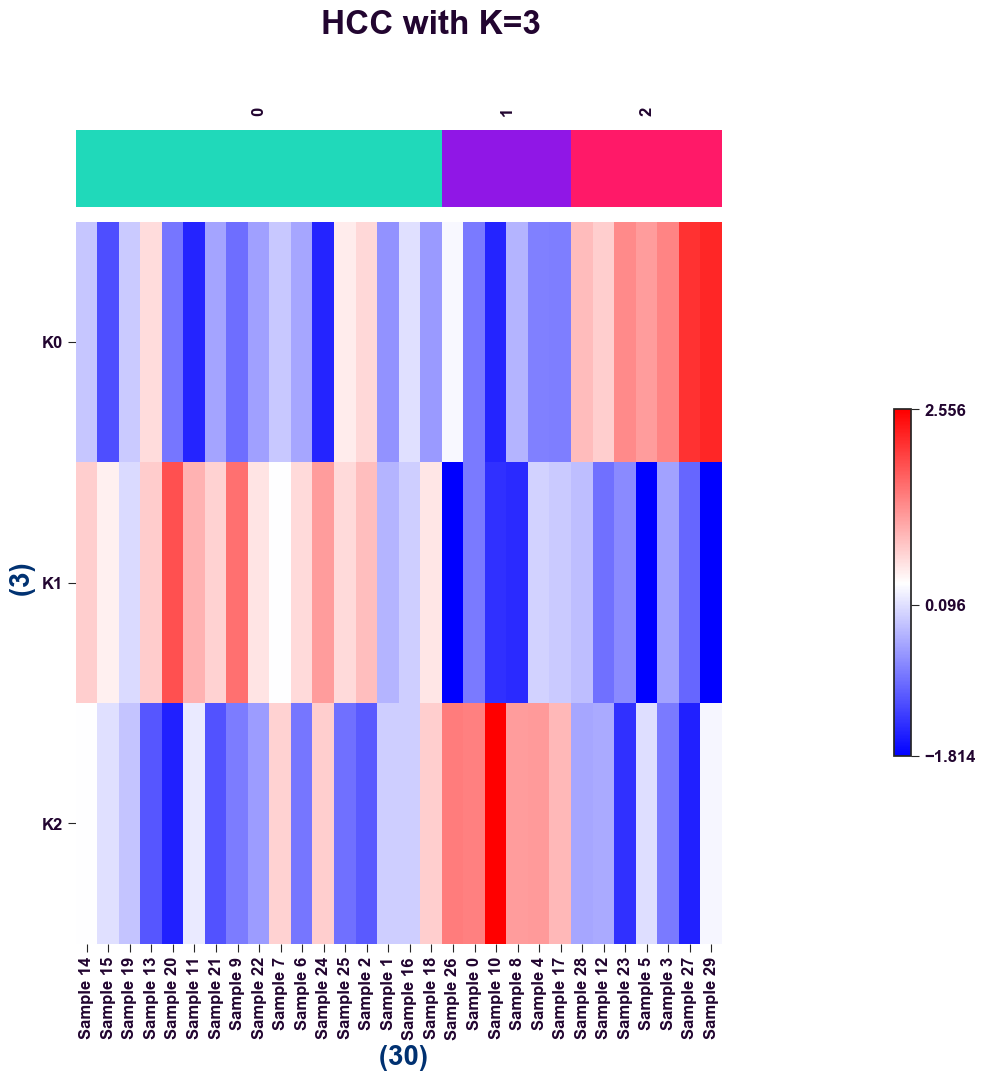 HCC with K=3
0
1
2
K0
K1
K2
(3)
2.556
0.096
−1.814
Sample 14
Sample 15
Sample 19
Sample 13
Sample 20
Sample 11
Sample 21
Sample 9
Sample 22
Sample 7
Sample 6
Sample 24
Sample 25
Sample 2
Sample 1
Sample 16
Sample 18
Sample 26
Sample 0
Sample 10
Sample 8
Sample 4
Sample 17
Sample 28
Sample 12
Sample 23
Sample 5
Sample 3
Sample 27
Sample 29
(30)